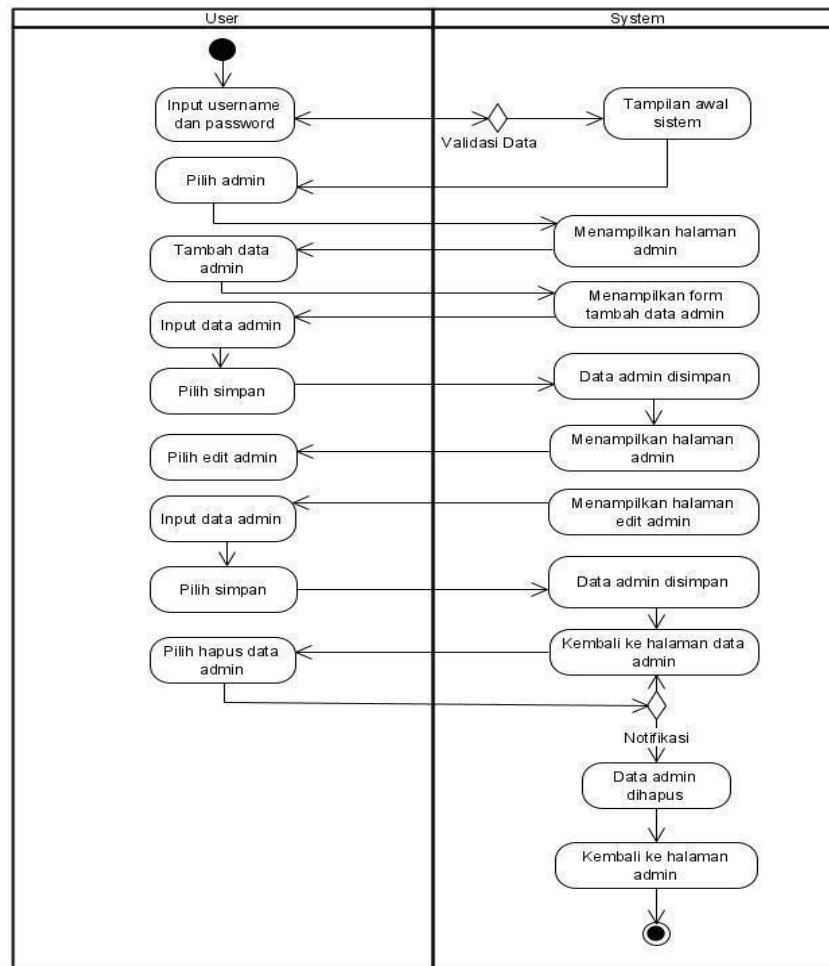 User
System
Input username
dan password
Validasi Data
Tampilan awal
sistem
Pilih admin
Menampilkan halaman
admin
Tambah data
admin
Menampilkan form
tambah data admin
Input data admin
Pilih simpan
Data admin disimpan
Menampilkan halaman
admin
Pilih edit admin
Menampilkan halaman
edit admin
Input data admin
Pilih simpan
Data admin disimpan
Kembali ke halaman data
admin
Pilih hapus data
admin
Notifikasi
Data admin
dihapus
Kembali ke halaman
admin